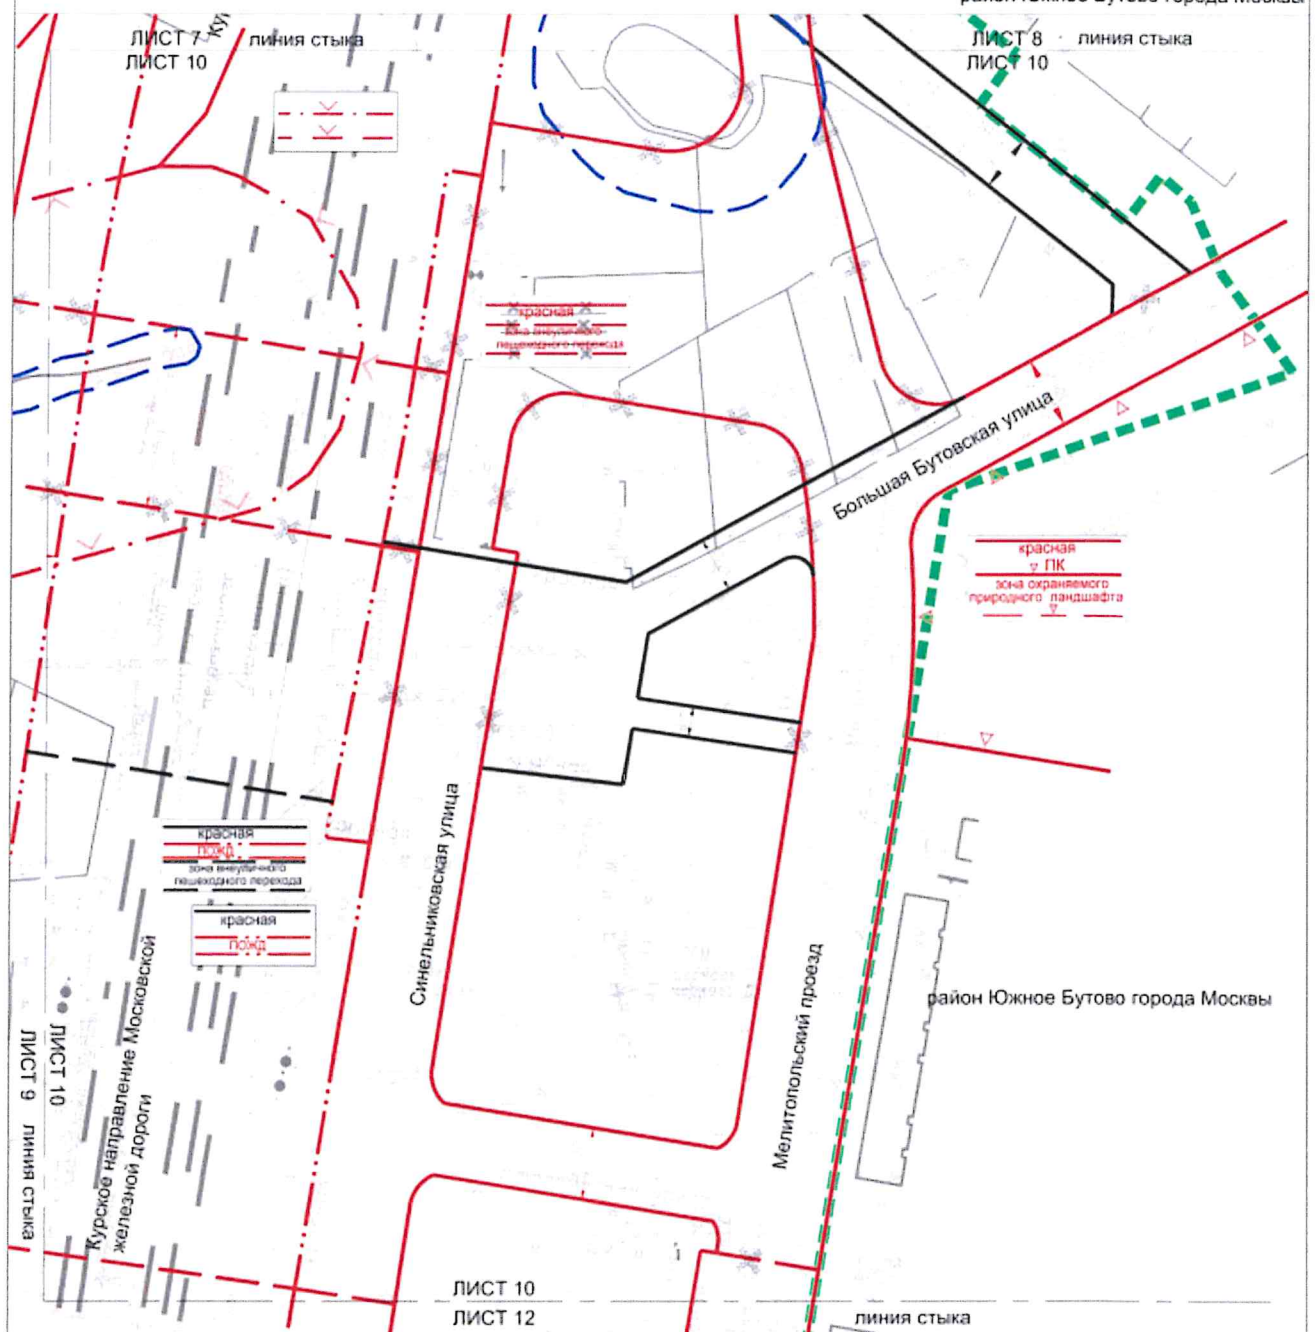 район Южное Бутово города Москвы
ЛИСТ 7
линия стыка
ЛИСТ 10
ЛИСТ 8
линия стыка
ЛИСТ 10
красная
зона внеуличного
пешеходного перехода
Большая Бутовская улица
красная
ПК
зона охраняемого
природного ландшафта
красная
ПОЖД
зона внеуличного
пешеходного перехода
красная
ПОЖД
Синельниковская улица
Мелитопольский проезд
район Южное Бутово города Москвы
Курское направление Московской
железной дороги
ЛИСТ 10
ЛИСТ 9 линия стыка
ЛИСТ 10
ЛИСТ 12
линия стыка